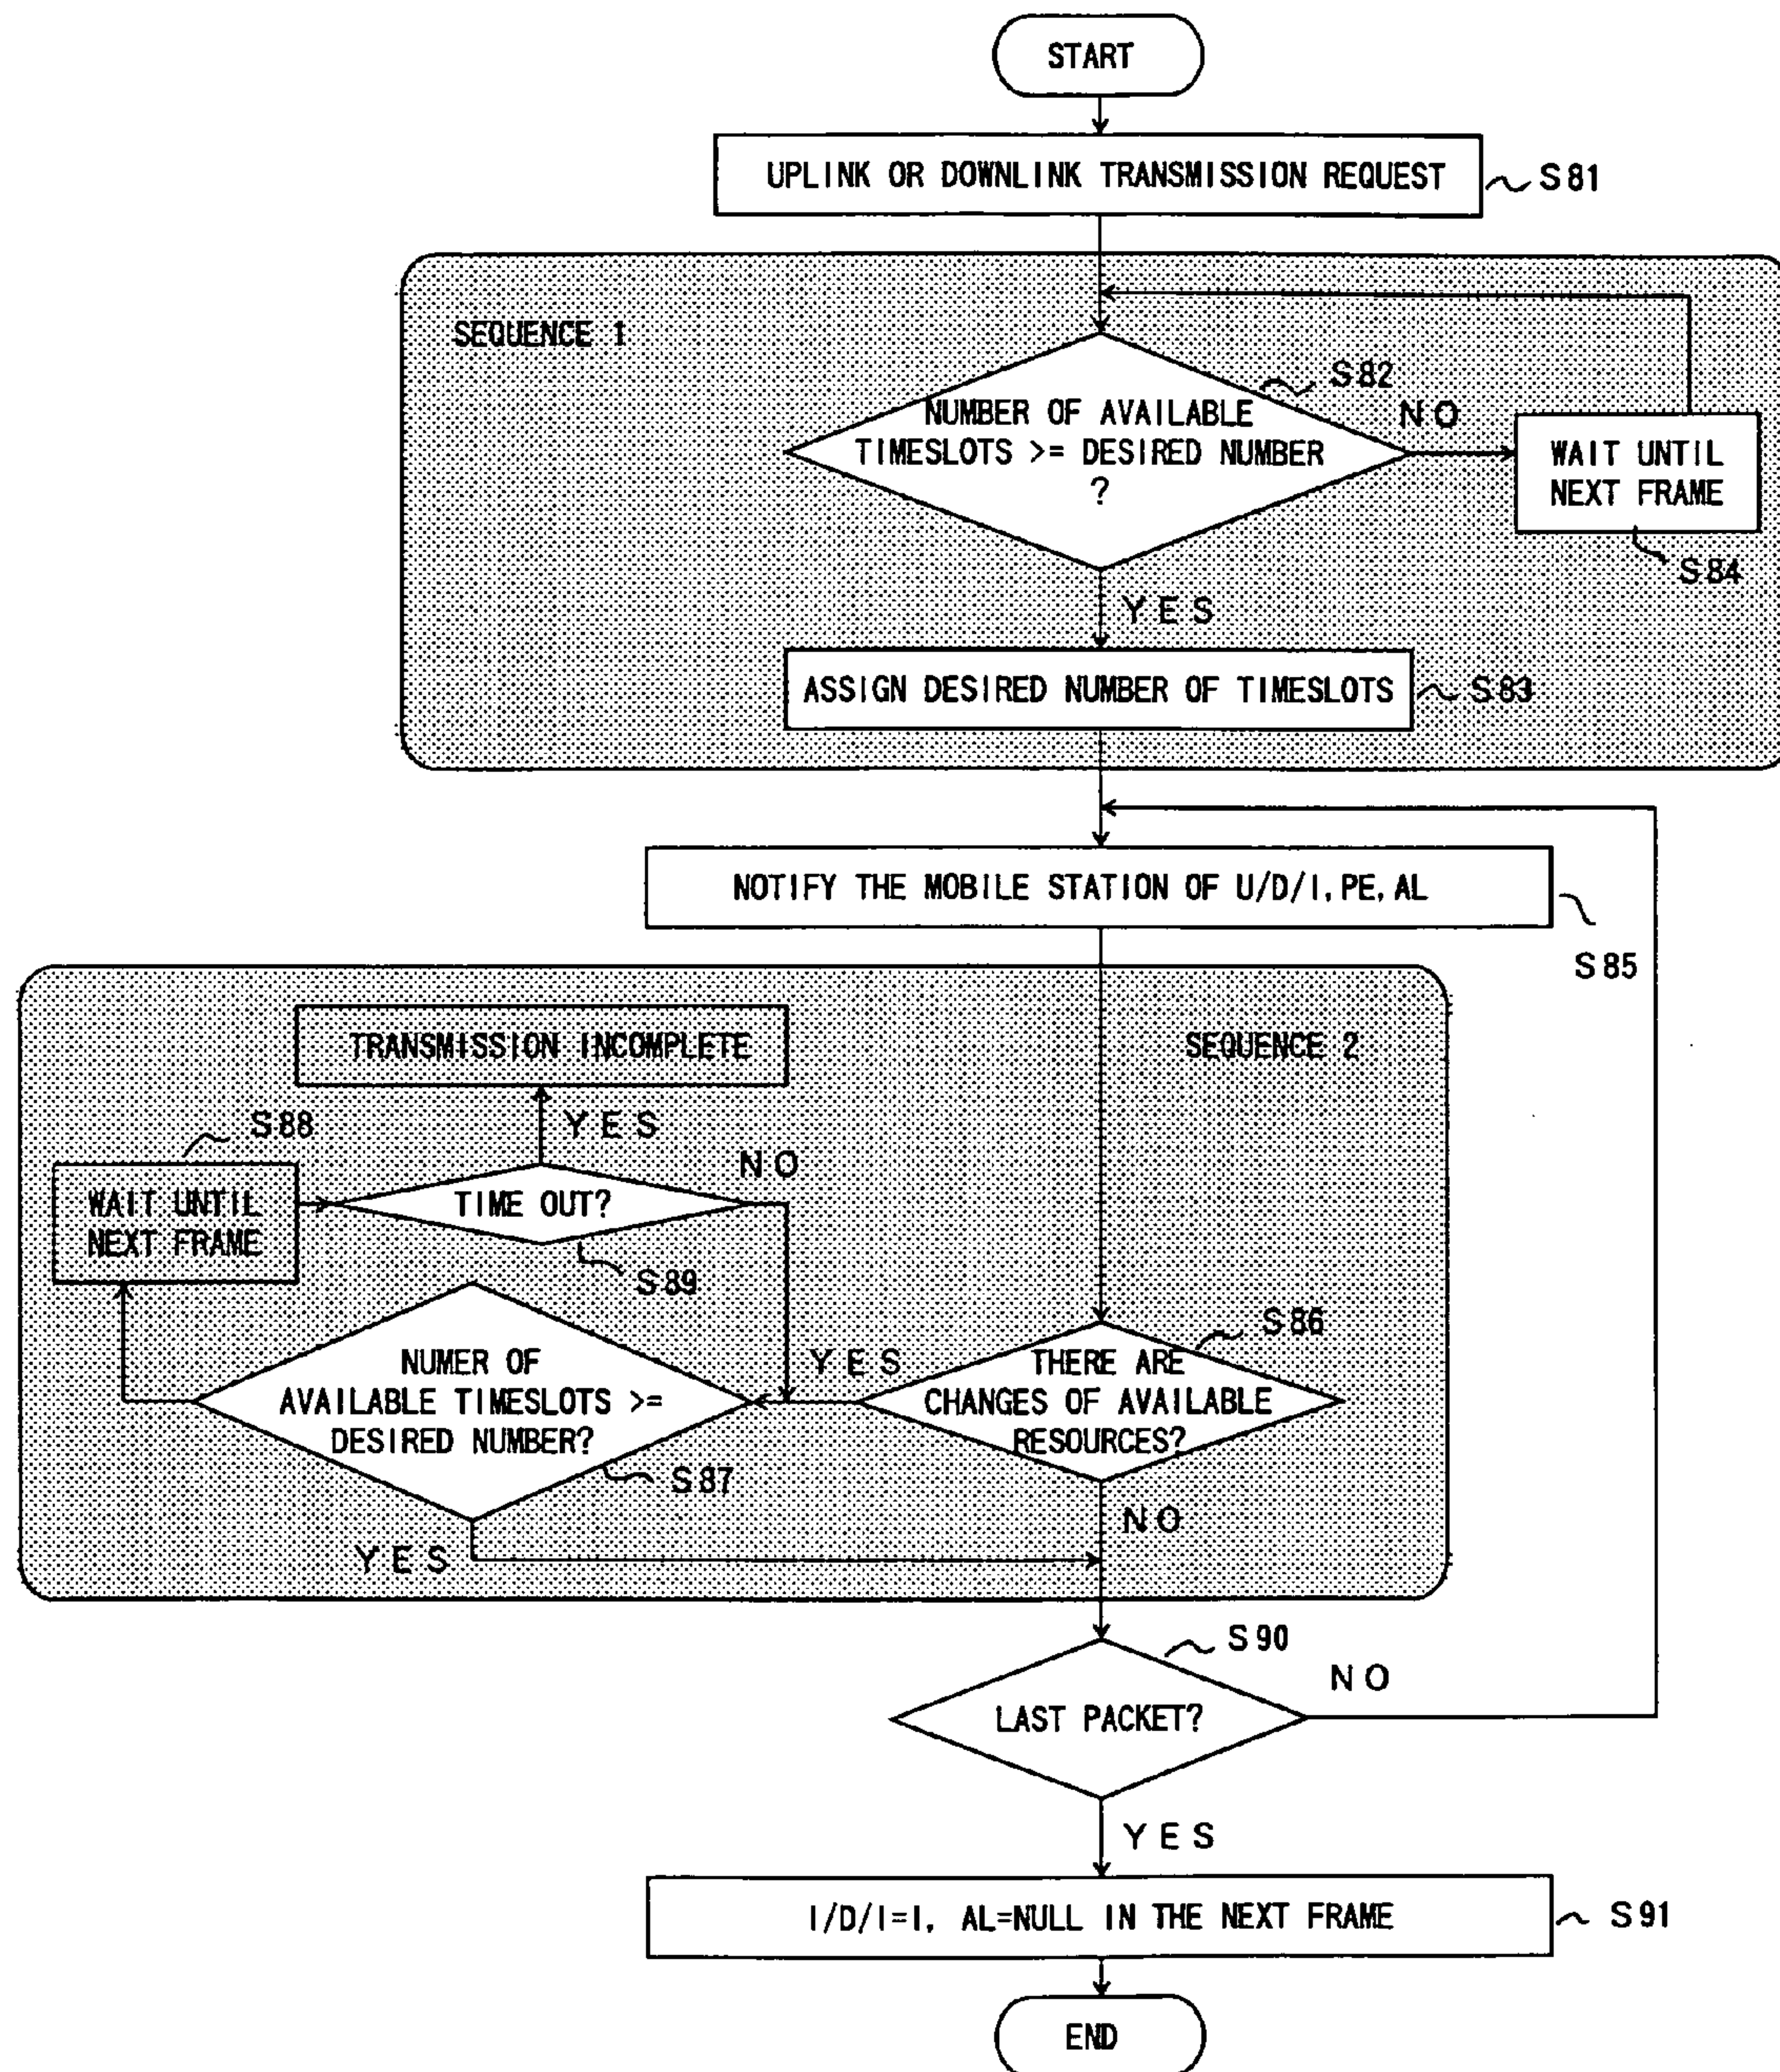 START
UPLINK OR DOWNLINK TRANSMISSION REQUEST
S81
SEQUENCE 1
S82
NUMBER OF AVAILABLE
TIMESLOTS >= DESIRED NUMBER
?
NO
WAIT UNTIL
NEXT FRAME
S84
YES
ASSIGN DESIRED NUMBER OF TIMESLOTS
S83
NOTIFY THE MOBILE STATION OF U/D/I, PE, AL
S85
TRANSMISSION INCOMPLETE
SEQUENCE 2
S88
YES
NO
WAIT UNTIL
NEXT FRAME
TIME OUT?
S89
S86
NUMER OF
AVAILABLE TIMESLOTS >=
DESIRED NUMBER?
YES
THERE ARE
CHANGES OF AVAILABLE
RESOURCES?
S87
NO
YES
S90
NO
LAST PACKET?
YES
I/D/I=I, AL=NULL IN THE NEXT FRAME
S91
END